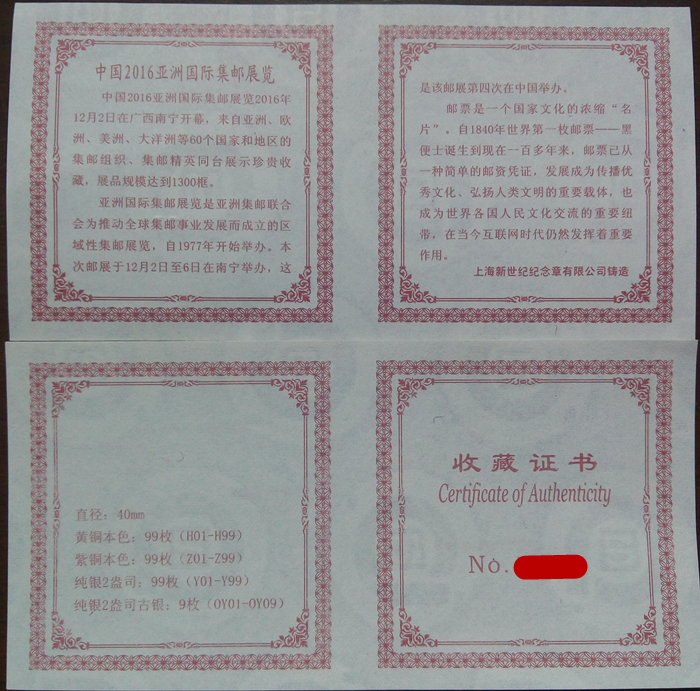 中国2016亚洲国际集邮展览
中国2016亚洲国际集邮展览2016年
12月2日在广西南宁开幕，来自亚洲、欧
洲、美洲、大洋洲等60个国家和地区的
集邮组织、集邮精英同台展示珍贵收
藏，展品规模达到1300框。
亚洲国际集邮展览是亚洲集邮联合
会为推动全球集邮事业发展而成立的区
域性集邮展览，自1977年开始举办。本
次邮展于12月2日至6日在南宁举办，这
是该邮展第四次在中国举办。
邮票是一个国家文化的浓缩“名
片”。自1840年世界第一枚邮票——黑
便士诞生到现在一百多年来，邮票已从
一种简单的邮资凭证，发展成为传播优
秀文化、弘扬人类文明的重要载体，也
成为世界各国人民文化交流的重要纽
带，在当今互联网时代仍然发挥着重要
作用。
上海新世纪纪念章有限公司铸造
直径：40mm
黄铜本色：99枚（H01-H99）
紫铜本色：99枚（Z01-Z99）
纯银2盎司：99枚（Y01-Y99）
纯银2盎司古银：9枚（OY01-OY09）
收藏证书
Certificate of Authenticity
No.